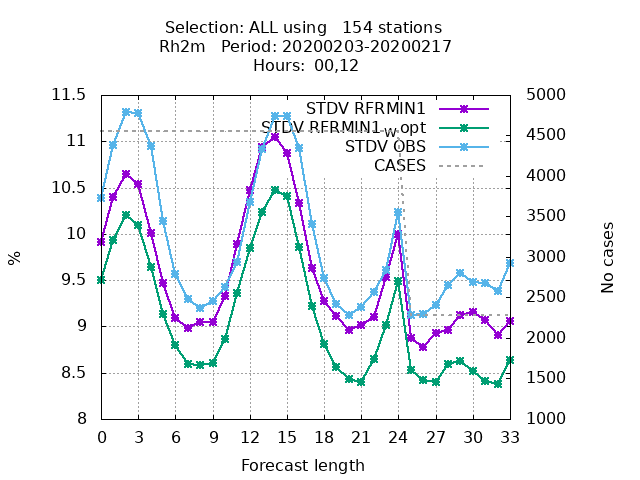 Selection: ALL using   154 stations
Rh2m   Period: 20200203-20200217
Hours:  00,12
11.5
11
10.5
10
9.5
9
8.5
8
5000
4500
4000
3500
3000
2500
2000
1500
1000
STDV RFRMIN1
STDV RFRMIN1_w_opt
STDV OBS
CASES
%
No cases
0 3 6 9 12 15 18 21 24 27 30 33
Forecast length